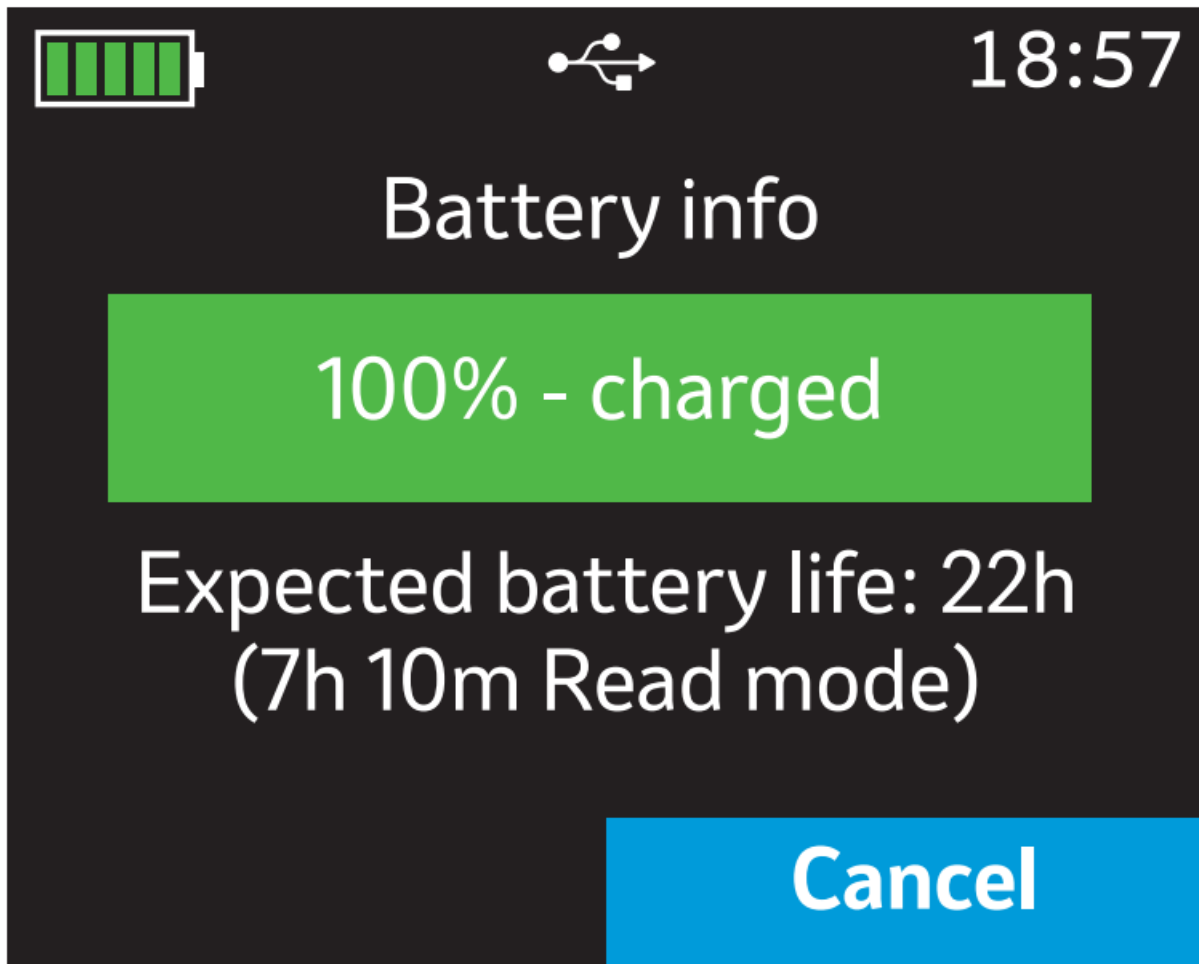 18:57
Battery info
100% - charged
Expected battery life: 22h
(7h 10m Read mode)
Cancel